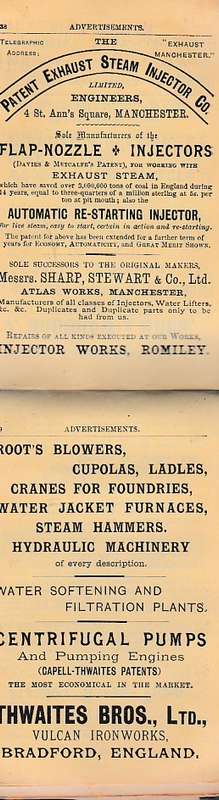 38 ADVERTISEMENTS.
TELEGRAPHIC ADDRESS: THE "EXHAUST MANCHESTER."
PATENT EXHAUST STEAM INJECTOR Co.
LIMITED,
ENGINEERS,
4 St. Ann's Square, MANCHESTER.
Sole Manufacturers of the
FLAP-NOZZLE INJECTORS
(DAVIES & METCALFE'S PATENT), FOR WORKING WITH
EXHAUST STEAM,
which have saved over 3,000,000 tons of coal in England during
14 years, equal to three-quarters of a million sterling at 5s. per
ton at pit mouth; also the
AUTOMATIC RE-STARTING INJECTOR,
For live steam, easy to start, certain in action and re-starting.
The patent for above has been extended for a further term of
years for ECONOMY, AUTOMATICITY, and GREAT MERIT SHOWN.
SOLE SUCCESSORS TO THE ORIGINAL MAKERS,
Messrs. SHARP, STEWART & Co., Ltd.
ATLAS WORKS, MANCHESTER,
Manufacturers of all classes of Injectors, Water Lifters,
etc. &c. Duplicates and Duplicate parts only to be
had from us.
REPAIRS OF ALL KINDS EXECUTED AT OUR WORKS,
INJECTOR WORKS, ROMILEY.
9 ADVERTISEMENTS.
ROOT'S BLOWERS,
CUPOLAS, LADLES,
CRANES FOR FOUNDRIES,
WATER JACKET FURNACES,
STEAM HAMMERS.
HYDRAULIC MACHINERY
of every description.
WATER SOFTENING AND
FILTRATION PLANTS.
CENTRIFUGAL PUMPS
And Pumping Engines
(CAPELL-THWAITES PATENTS)
THE MOST ECONOMICAL IN THE MARKET.
THWAITES BROS., LTD.,
VULCAN IRONWORKS,
BRADFORD, ENGLAND.